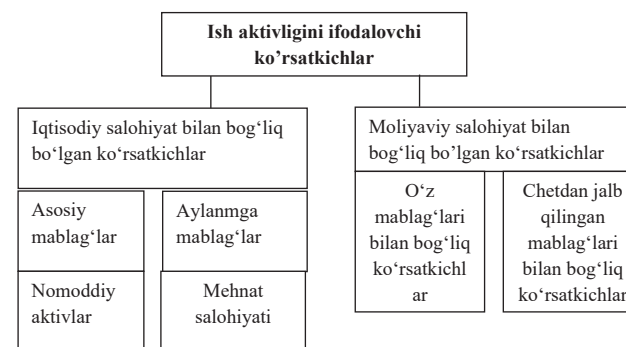 Ish aktivligini ifodalovchi
ko’rsatkichlar
Iqtisodiy salohiyat bilan bog‘liq
bo‘lgan ko‘rsatkichlar
Moliyaviy salohiyat bilan
bog‘liq bo’lgan ko‘rsatkichlar
Asosiy
mablag‘lar
Aylanmga
mablag‘lar
Nomoddiy
aktivlar
Mehnat
salohiyati
O‘z
mablag‘lari
bilan bog‘liq
ko‘rsatkichl
ar
Chetdan jalb
qilingan
mablag‘lari
bilan bog‘liq
ko‘rsatkichlar